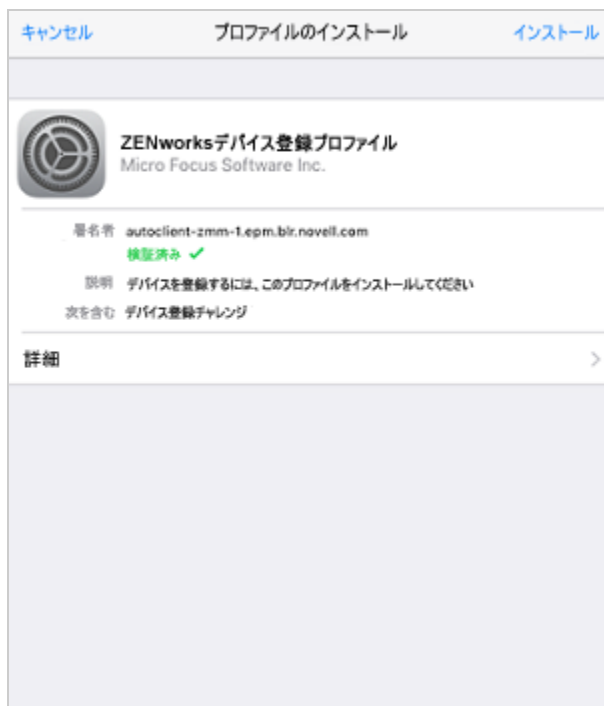 キャンセル プロファイルのインストール インストール
ZENworksデバイス登録プロファイル
Micro Focus Software Inc.
署名者 autoclient-zmm-1.epm.blr.novell.com
検証済み ✓
説明 デバイスを登録するには、このプロファイルをインストールしてください
次を含む デバイス登録チャレンジ
詳細